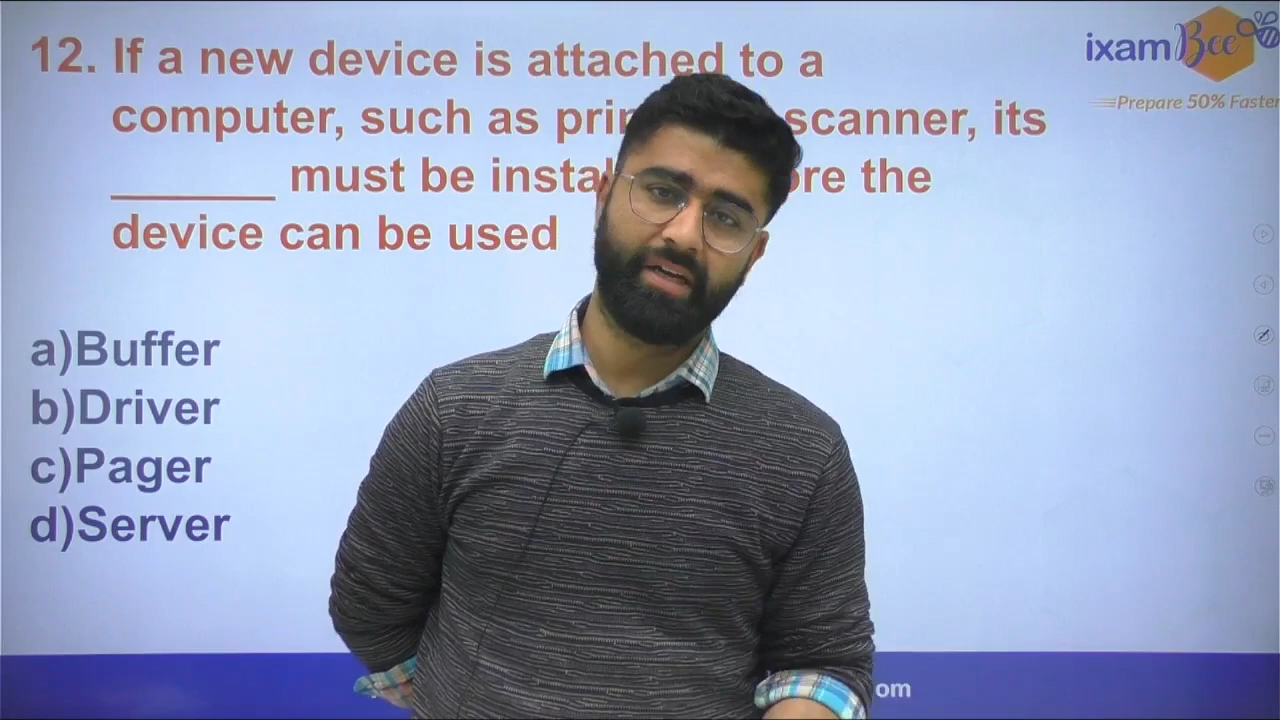 12. If a new device is attached to a
computer, such as scanner, its
______ must be the
device can be used
a)Buffer
b)Driver
c)Pager
d)Server
ixamBee
Prepare 50% Faster